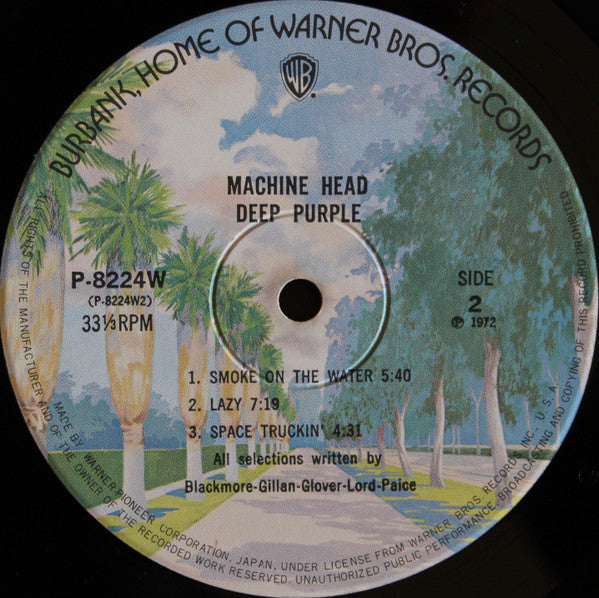 BURBANK, HOME OF WARNER BROS. RECORDS
WB
MACHINE HEAD
DEEP PURPLE
P-8224W
(P-8224W2)
33⅓RPM
SIDE
2
℗ 1972
1. SMOKE ON THE WATER 5:40
2. LAZY 7:19
3. SPACE TRUCKIN' 4:31
All selections written by
Blackmore-Gillan-Glover-Lord-Paice
MADE BY WARNER-PIONEER CORPORATION, JAPAN, UNDER LICENSE FROM WARNER BROS RECORDS INC., U.S.A.
ALL RIGHTS OF THE MANUFACTURER AND OF THE OWNER OF THE RECORDED WORK RESERVED. UNAUTHORIZED PUBLIC PERFORMANCE, BROADCASTING AND COPYING OF THIS RECORD PROHIBITED